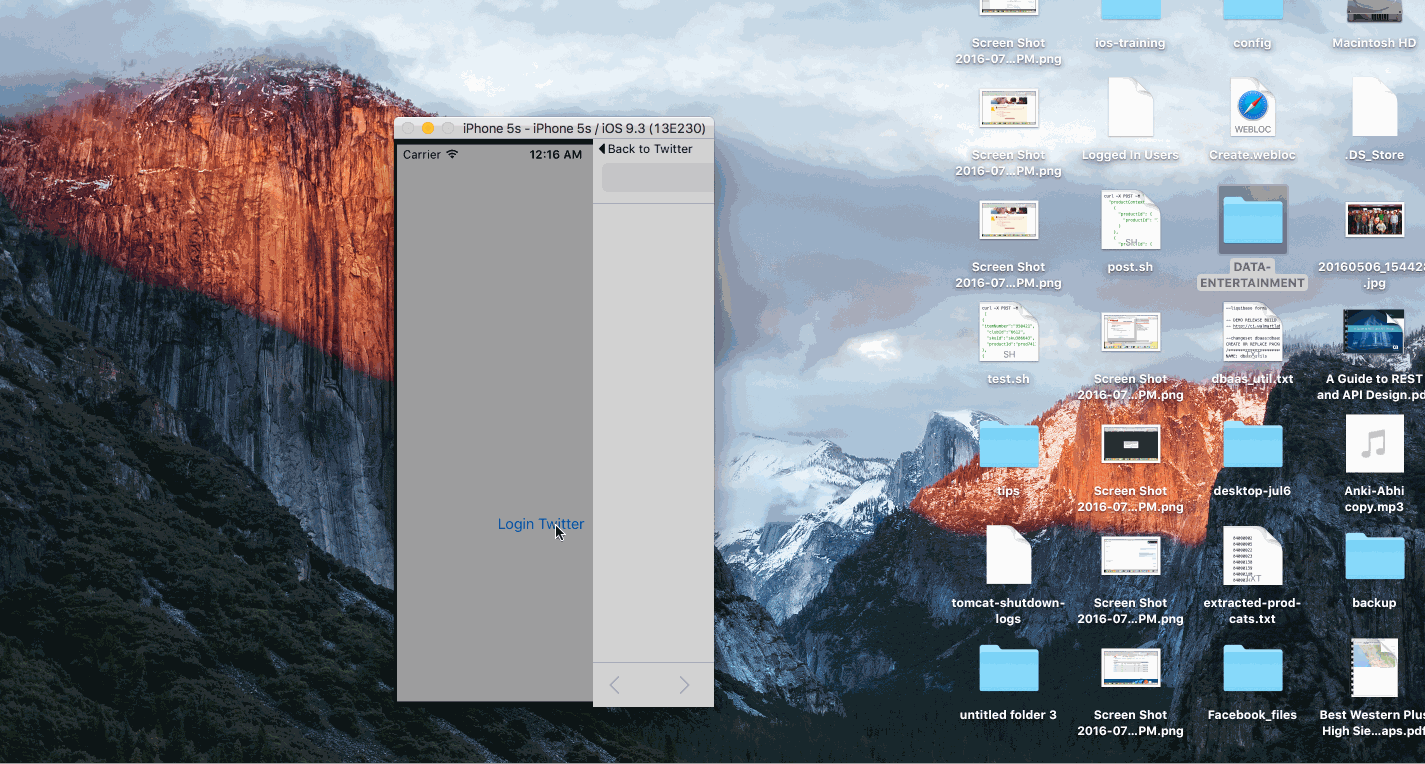 iPhone 5s - iPhone 5s / iOS 9.3 (13E230)
Carrier
12:16 AM
Back to Twitter
Login Twitter
Screen Shot
2016-07...PM.png
ios-training
config
Macintosh HD
Screen Shot
2016-07...PM.png
Logged In Users
WEBLOC
Create.webloc
.DS_Store
Screen Shot
2016-07...PM.png
curl -X POST -H
SH
post.sh
DATA-
ENTERTAINMENT
20160506_15442
.jpg
curl -X POST -H
SH
test.sh
Screen Shot
2016-07...PM.png
dbaas_util.txt
A Guide to REST
and API Design.pd
tips
Screen Shot
2016-07...PM.png
desktop-jul6
Anki-Abhi
copy.mp3
tomcat-shutdown-
logs
Screen Shot
2016-07...PM.png
extracted-prod-
cats.txt
backup
untitled folder 3
Screen Shot
2016-07...PM.png
Facebook_files
Best Western Plu
High Sie...aps.pdf